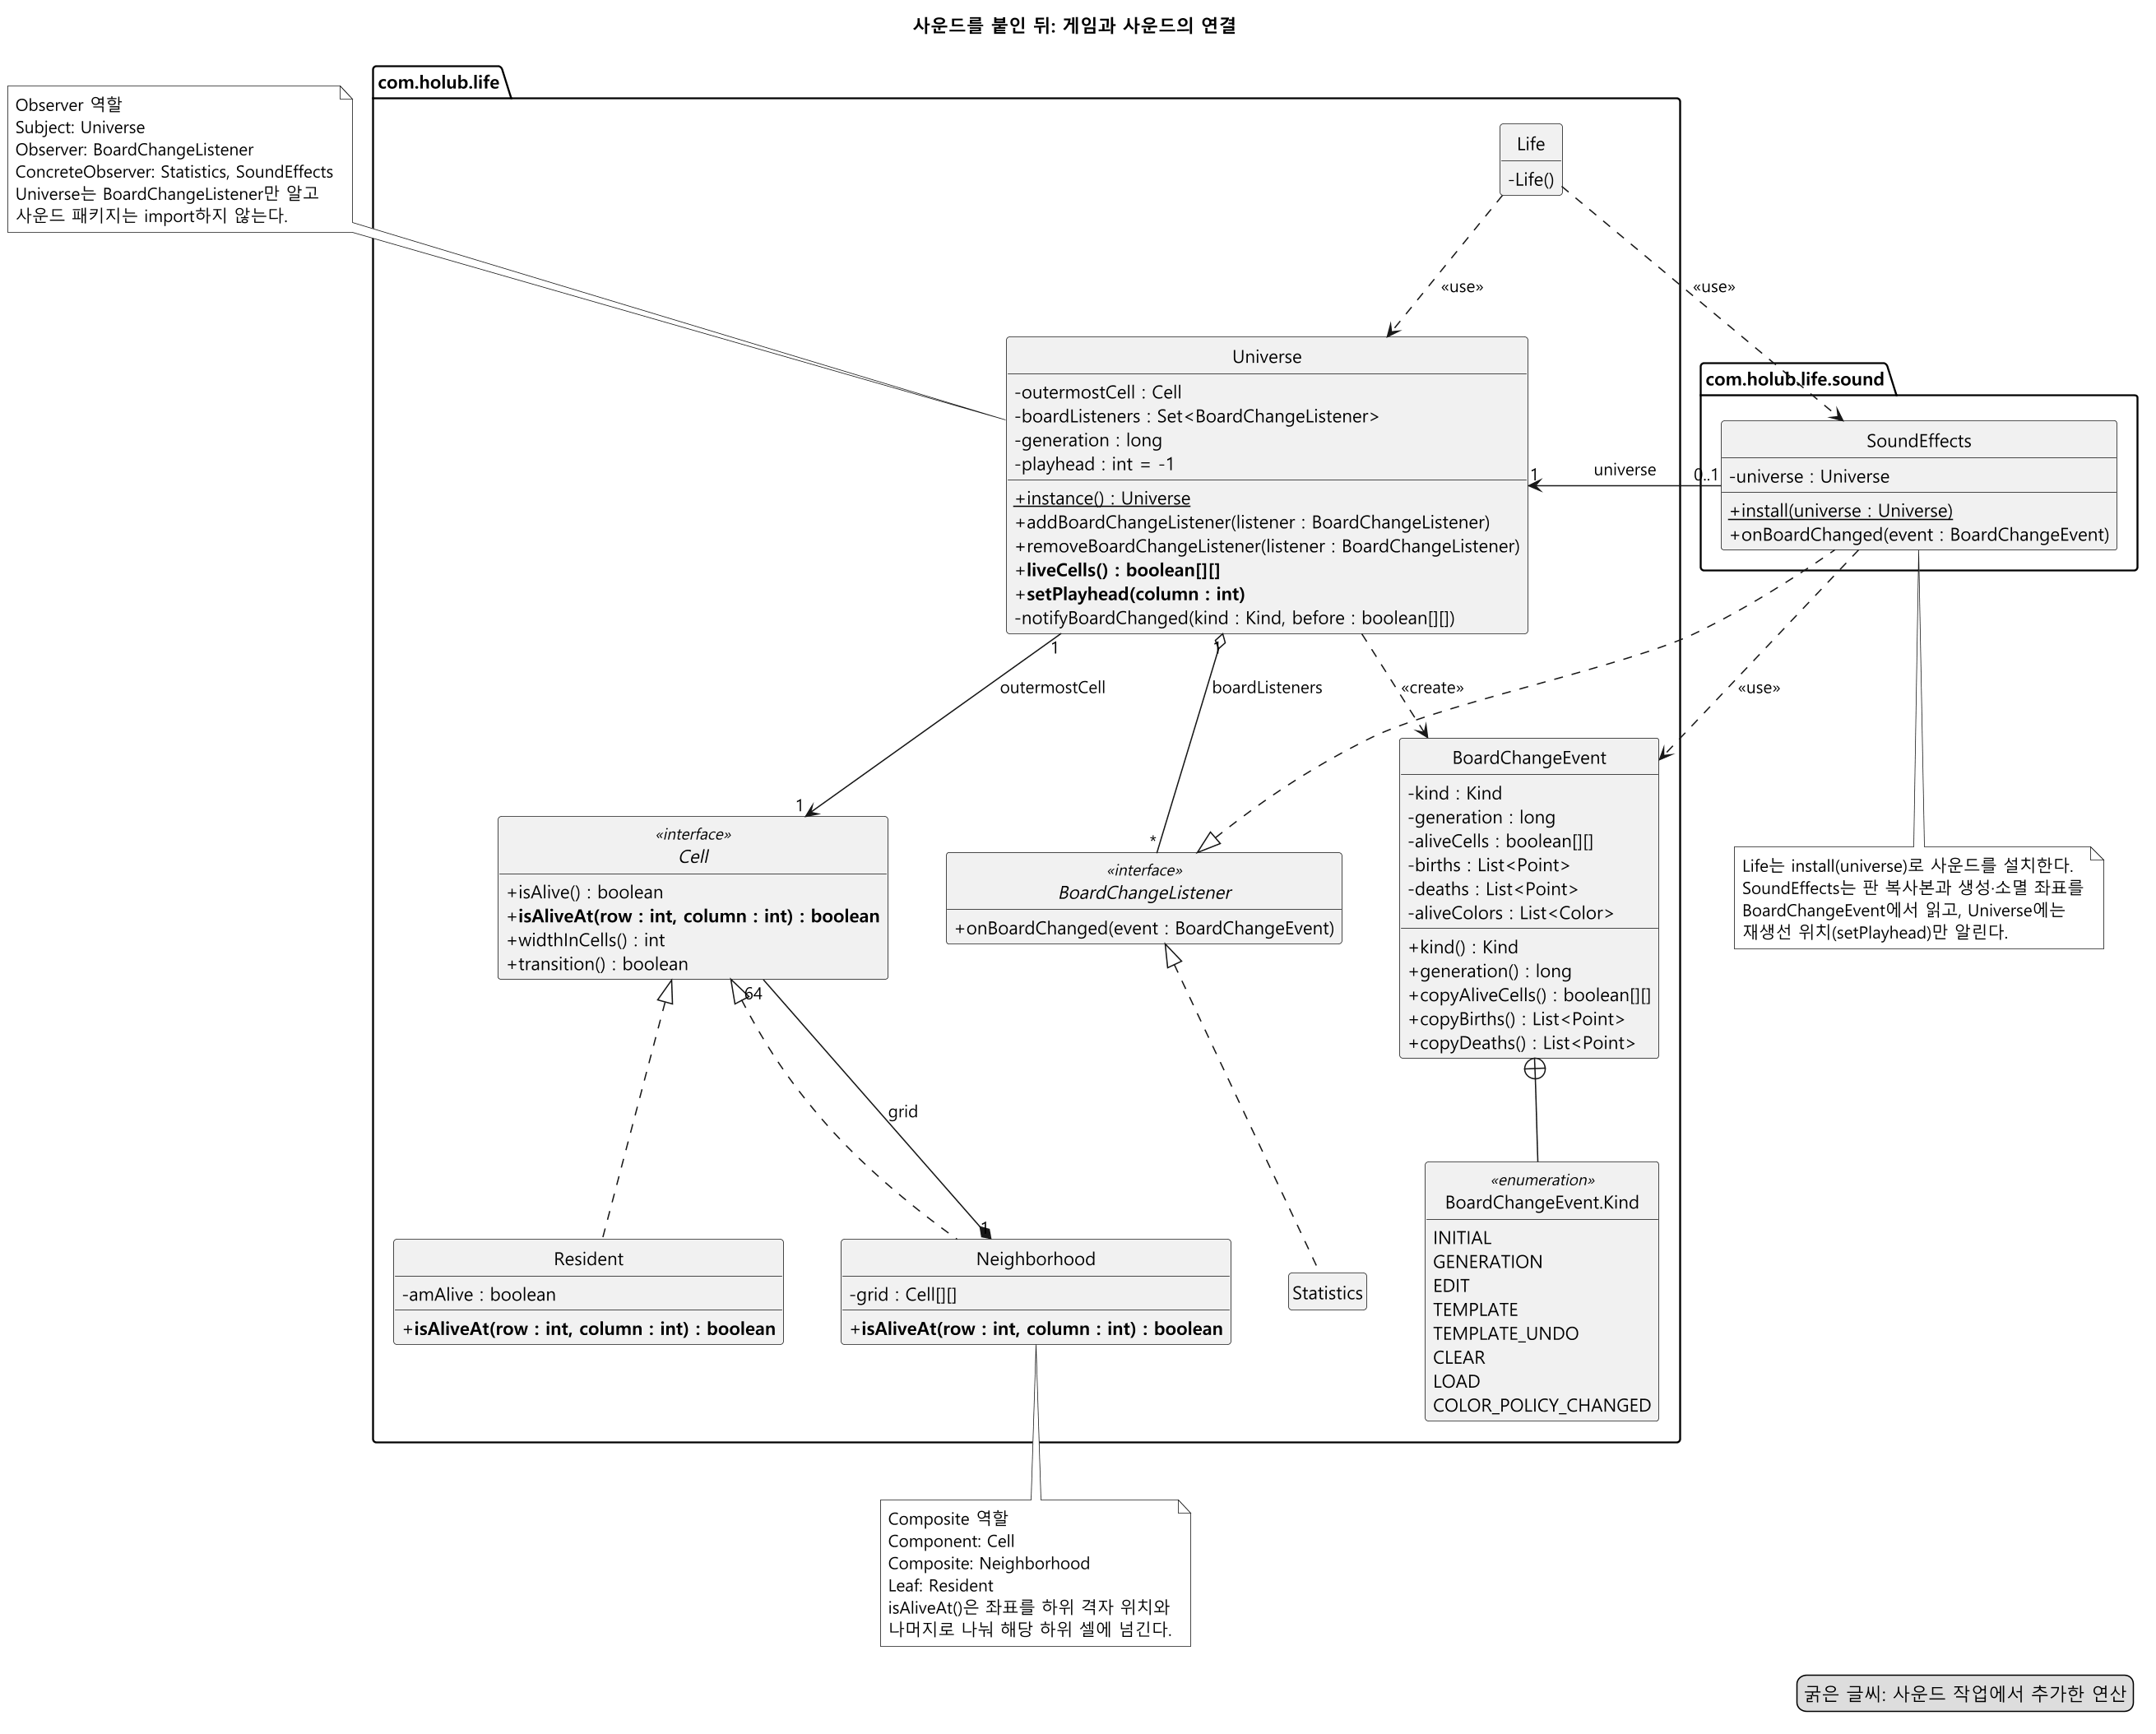 사운드를 붙인 뒤: 게임과 사운드의 연결
com.holub.life
Observer 역할
Subject: Universe
Observer: BoardChangeListener
ConcreteObserver: Statistics, SoundEffects
Universe는 BoardChangeListener만 알고
사운드 패키지는 import하지 않는다.
Life
-Life()
«use»
«use»
Universe
-outermostCell : Cell
-boardListeners : Set<BoardChangeListener>
-generation : long
-playhead : int = -1
+instance() : Universe
+addBoardChangeListener(listener : BoardChangeListener)
+removeBoardChangeListener(listener : BoardChangeListener)
+liveCells() : boolean[][]
+setPlayhead(column : int)
-notifyBoardChanged(kind : Kind, before : boolean[][])
com.holub.life.sound
SoundEffects
-universe : Universe
+install(universe : Universe)
+onBoardChanged(event : BoardChangeEvent)
1
universe
0..1
1
outermostCell
1
1
boardListeners
*
«create»
«use»
«interface»
Cell
+isAlive() : boolean
+isAliveAt(row : int, column : int) : boolean
+widthInCells() : int
+transition() : boolean
«interface»
BoardChangeListener
+onBoardChanged(event : BoardChangeEvent)
BoardChangeEvent
-kind : Kind
-generation : long
-aliveCells : boolean[][]
-births : List<Point>
-deaths : List<Point>
-aliveColors : List<Color>
+kind() : Kind
+generation() : long
+copyAliveCells() : boolean[][]
+copyBirths() : List<Point>
+copyDeaths() : List<Point>
Life는 install(universe)로 사운드를 설치한다.
SoundEffects는 판 복사본과 생성·소멸 좌표를
BoardChangeEvent에서 읽고, Universe에는
재생선 위치(setPlayhead)만 알린다.
64
grid
1
Resident
-amAlive : boolean
+isAliveAt(row : int, column : int) : boolean
Neighborhood
-grid : Cell[][]
+isAliveAt(row : int, column : int) : boolean
Statistics
«enumeration»
BoardChangeEvent.Kind
INITIAL
GENERATION
EDIT
TEMPLATE
TEMPLATE_UNDO
CLEAR
LOAD
COLOR_POLICY_CHANGED
Composite 역할
Component: Cell
Composite: Neighborhood
Leaf: Resident
isAliveAt()은 좌표를 하위 격자 위치와
나머지로 나눠 해당 하위 셀에 넘긴다.
굵은 글씨: 사운드 작업에서 추가한 연산